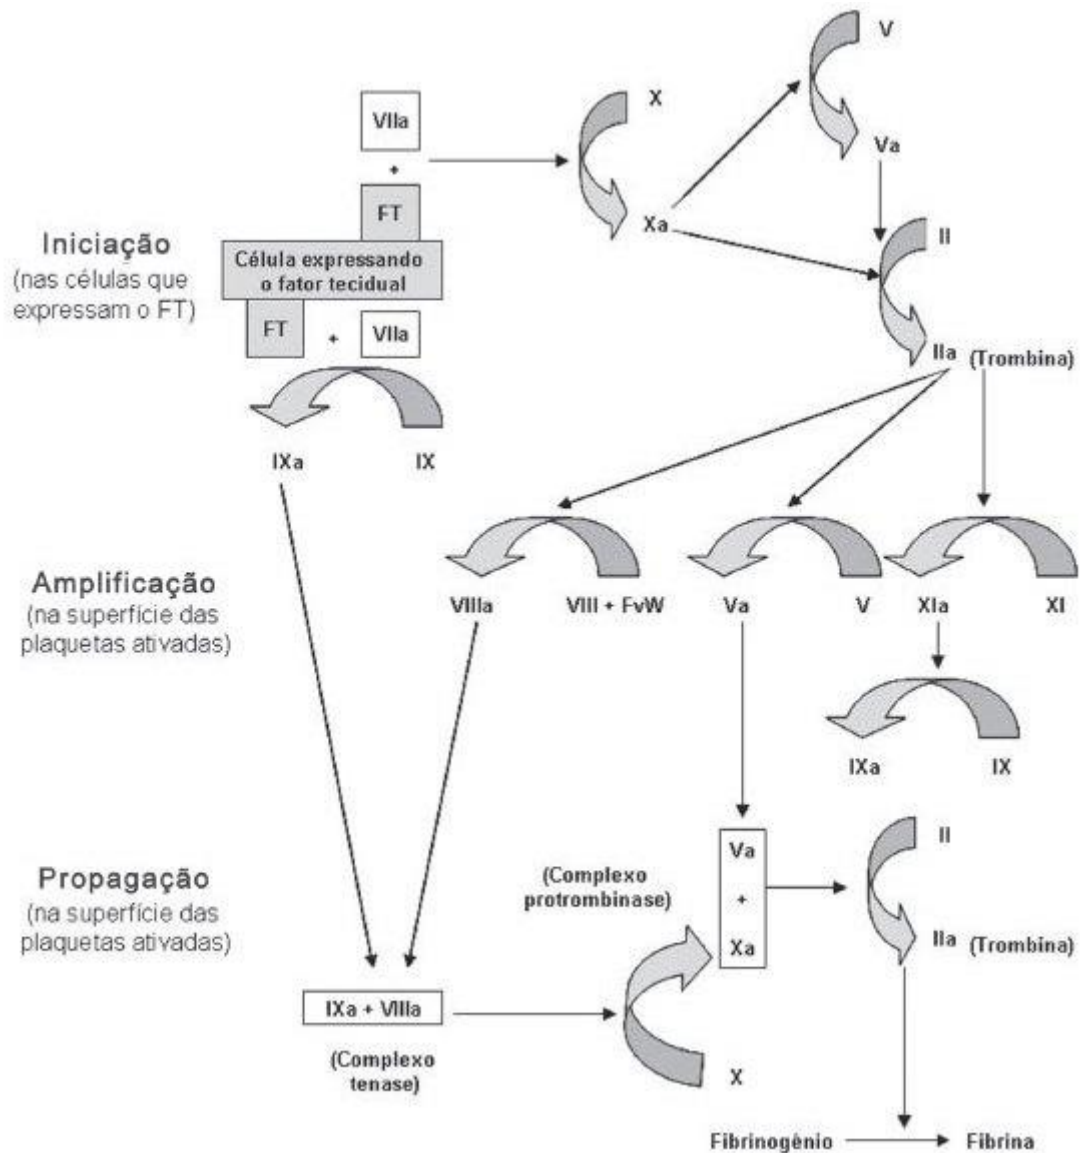 V
X
VIIa
+
FT
Va
Xa
II
Iniciação
(nas células que
expressam o FT)
Célula expressando
o fator tecidual
FT
+
VIIa
IIa (Trombina)
IXa
IX
Amplificação
(na superfície das
plaquetas ativadas)
VIIIa
VIII + FvW
Va
V
XIa
XI
IXa
IX
Propagação
(na superfície das
plaquetas ativadas)
(Complexo
protrombinase)
Va
+
Xa
II
IIa (Trombina)
IXa + VIIIa
(Complexo
tenase)
X
Fibrinogênio
Fibrina